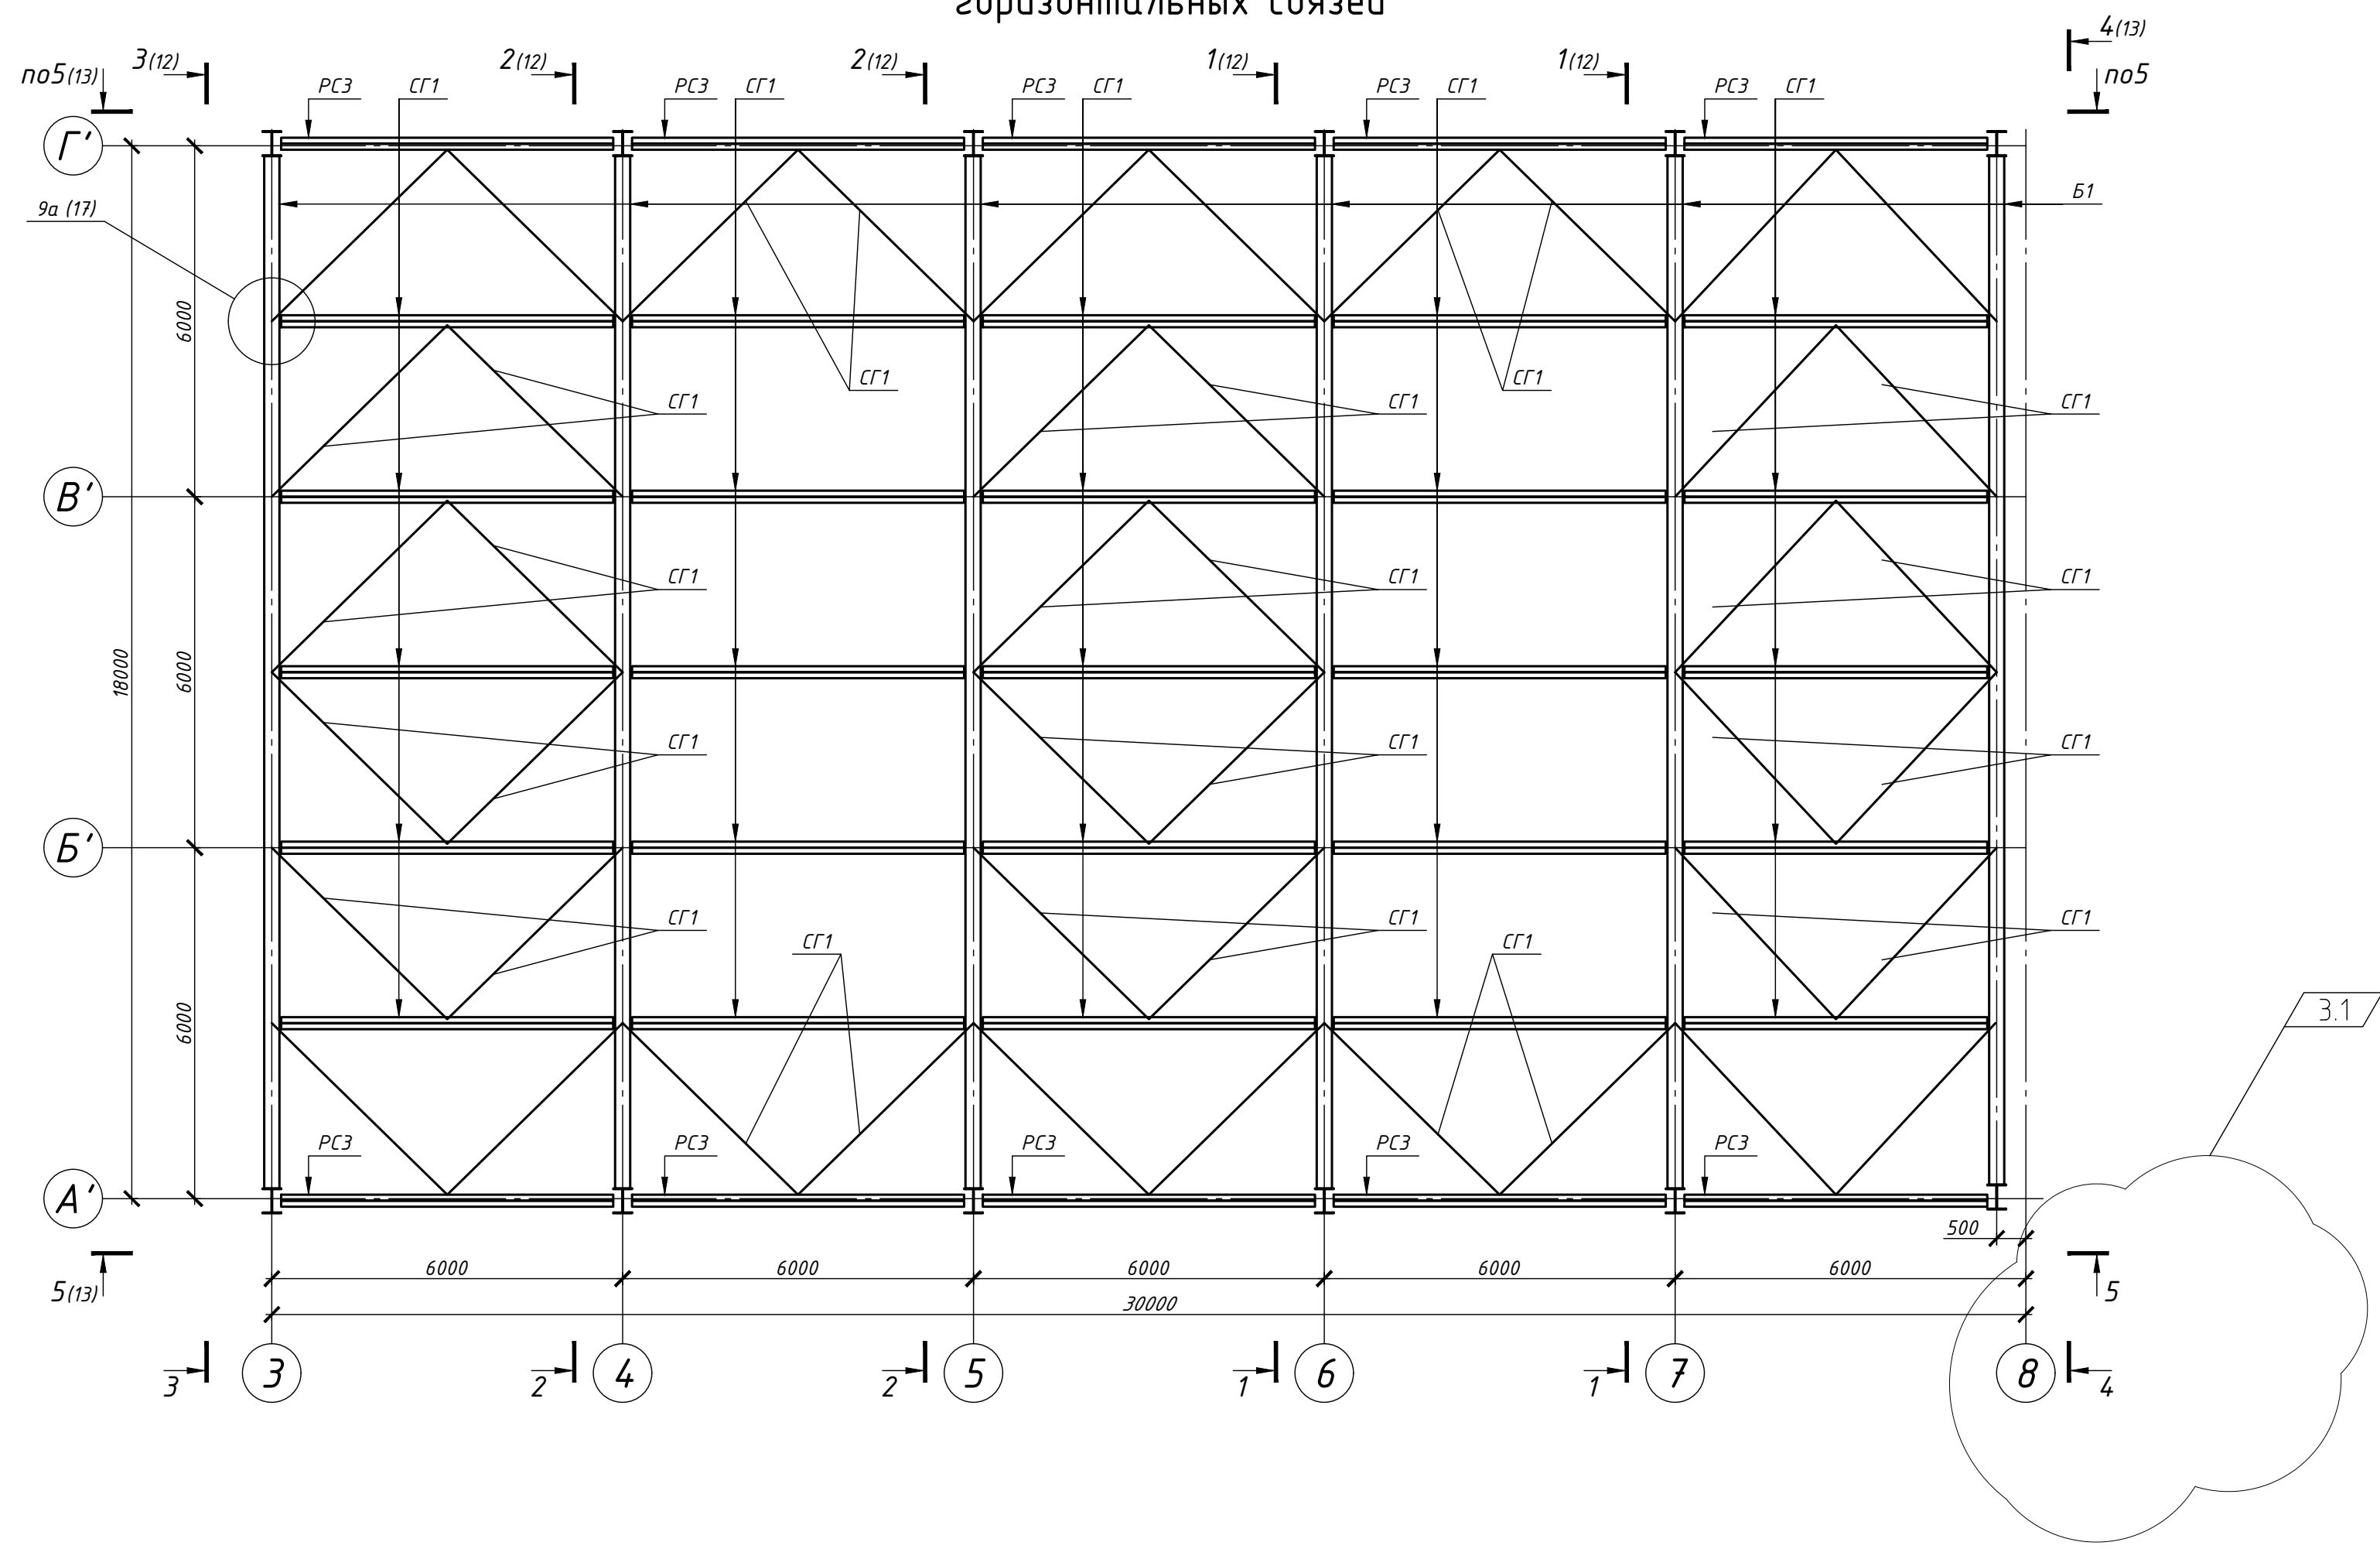 горизонтальных связей
4(13)
3(12) 2(12) 2(12) 1(12) 1(12)
по5(13) по5
РС3 СГ1 РС3 СГ1 РС3 СГ1 РС3 СГ1 РС3 СГ1
Г'
Б1
9а (17)
6000
СГ1 СГ1
СГ1 СГ1 СГ1
В'
СГ1 СГ1 СГ1
18000 6000
СГ1 СГ1 СГ1
Б'
СГ1 СГ1 СГ1
СГ1 СГ1
6000
3.1
РС3 РС3 РС3 РС3 РС3
А'
500
6000 6000 6000 6000 6000
5(13) 5
30000
3 4 5 6 7 8
3 2 2 1 1 4